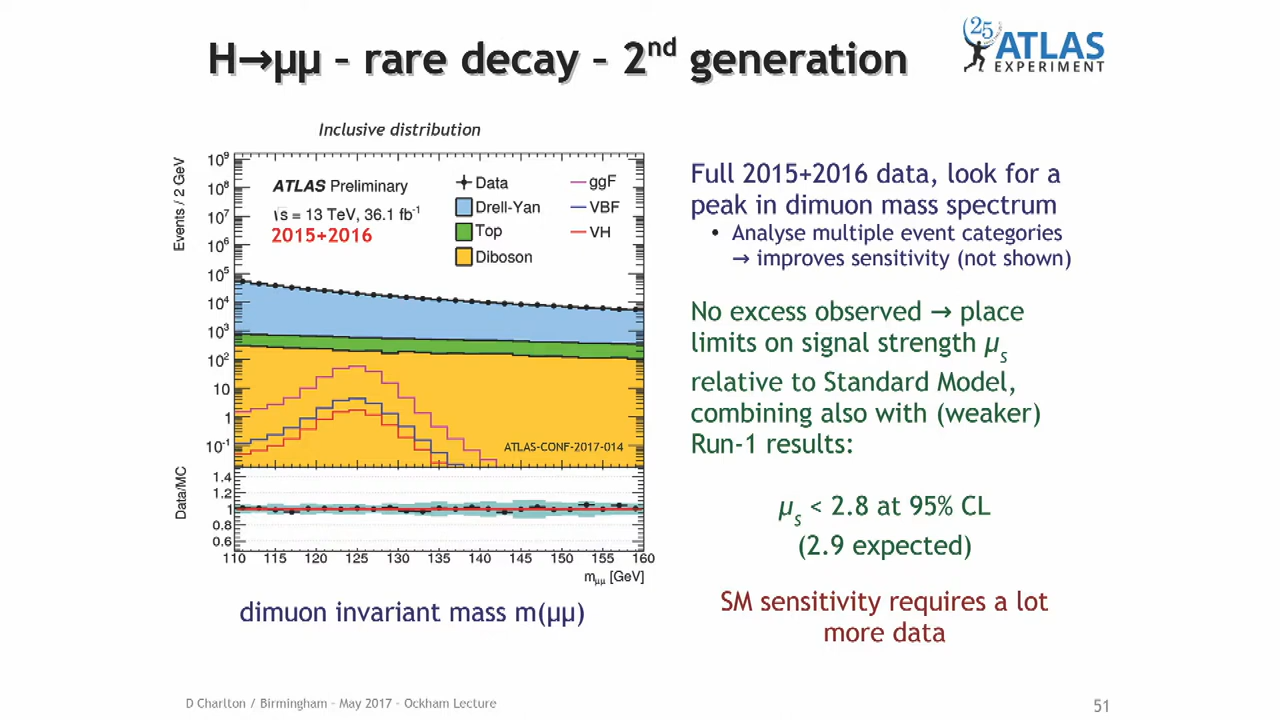 H→μμ – rare decay – 2nd generation
25
ATLAS
EXPERIMENT
Inclusive distribution
Events / 2 GeV
10⁹
10⁸
10⁷
10⁶
10⁵
10⁴
10³
10²
10
1
10⁻¹
ATLAS Preliminary
√s = 13 TeV, 36.1 fb⁻¹
2015+2016
Data
Drell-Yan
Top
Diboson
ggF
VBF
VH
ATLAS-CONF-2017-014
Data/MC
1.4
1.2
1
0.8
0.6
110 115 120 125 130 135 140 145 150 155 160
mμμ [GeV]
dimuon invariant mass m(μμ)
Full 2015+2016 data, look for a
peak in dimuon mass spectrum
• Analyse multiple event categories
→ improves sensitivity (not shown)
No excess observed → place
limits on signal strength μs
relative to Standard Model,
combining also with (weaker)
Run-1 results:
μs < 2.8 at 95% CL
(2.9 expected)
SM sensitivity requires a lot
more data
D Charlton / Birmingham – May 2017 – Ockham Lecture
51